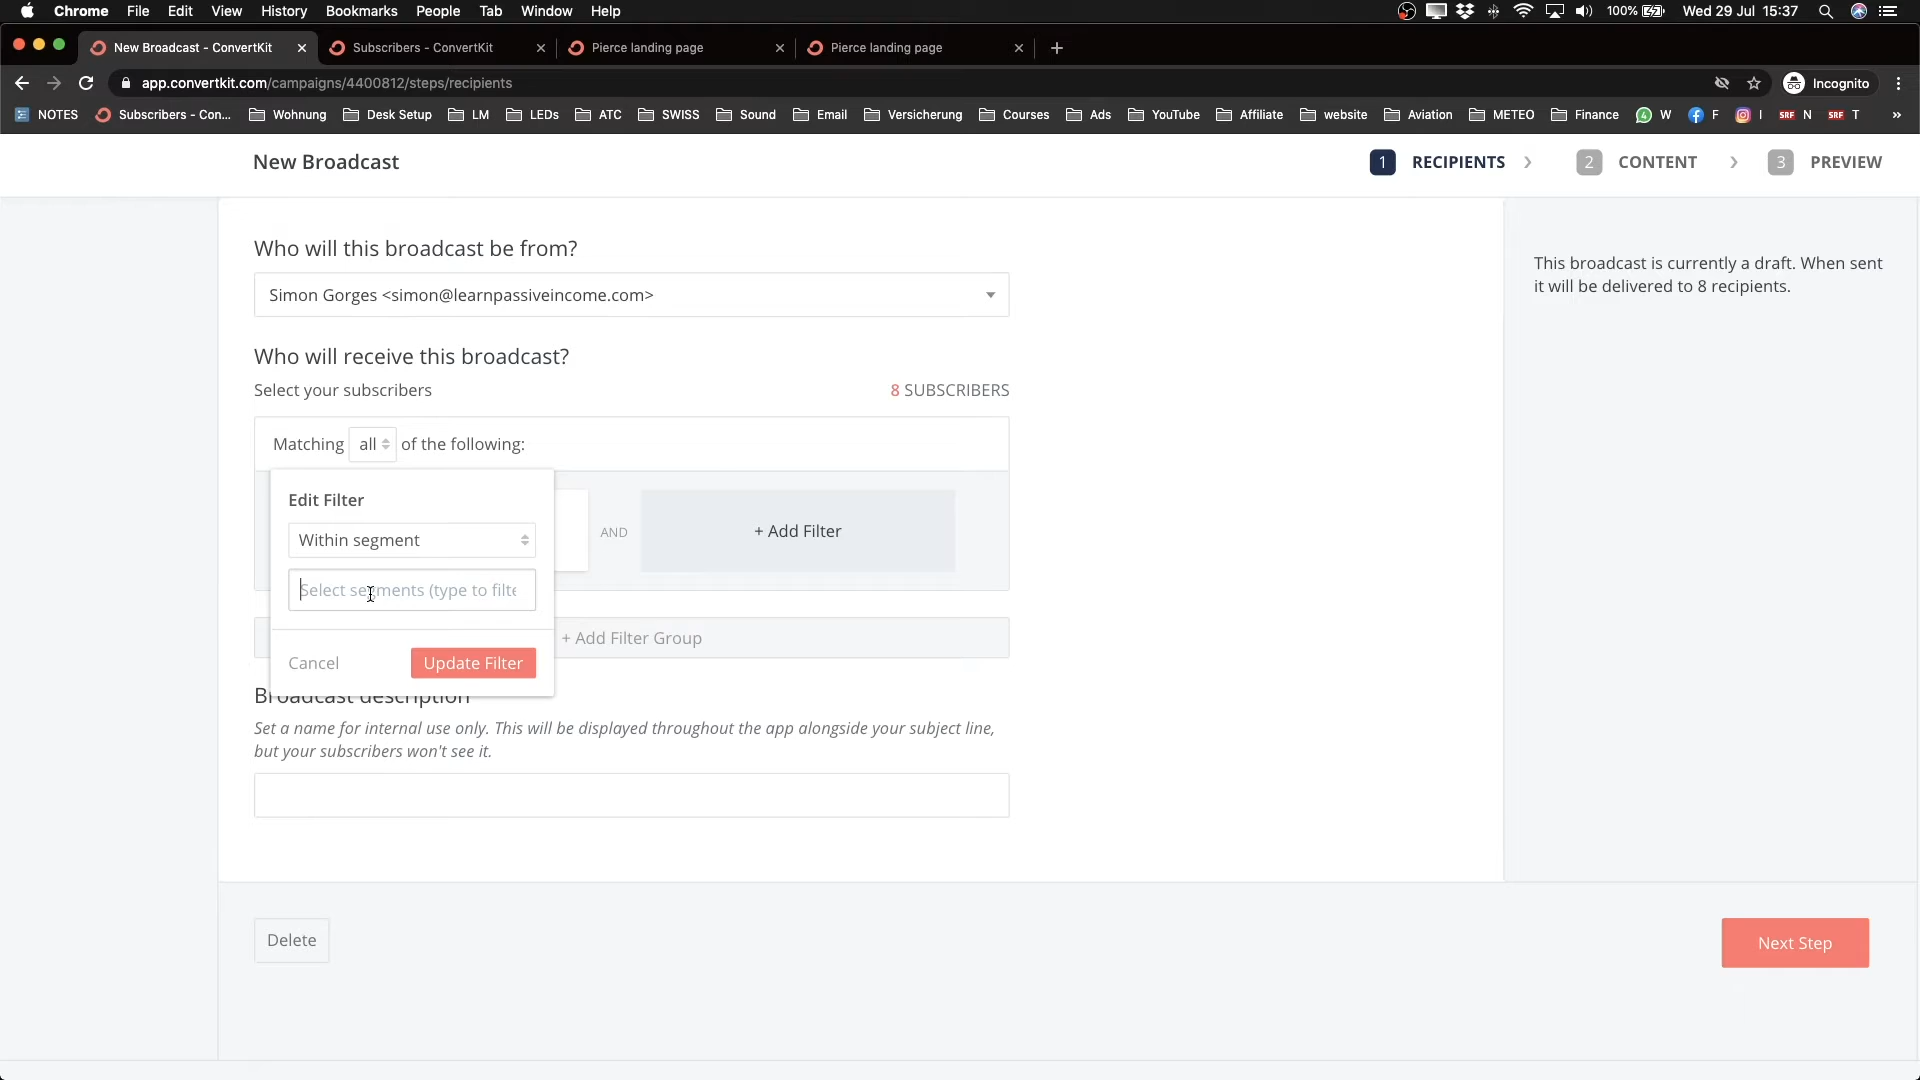 Chrome File Edit View History Bookmarks People Tab Window Help 100% Wed 29 Jul 15:37
New Broadcast - ConvertKit Subscribers - ConvertKit Pierce landing page Pierce landing page
app.convertkit.com/campaigns/4400812/steps/recipients Incognito
NOTES Subscribers - Con... Wohnung Desk Setup LM LEDs ATC SWISS Sound Email Versicherung Courses Ads YouTube Affiliate website Aviation METEO Finance W F I SRF N SRF T »
New Broadcast 1 RECIPIENTS 2 CONTENT 3 PREVIEW
Who will this broadcast be from?
Simon Gorges <simon@learnpassiveincome.com>
This broadcast is currently a draft. When sent
it will be delivered to 8 recipients.
Who will receive this broadcast?
Select your subscribers 8 SUBSCRIBERS
Matching all of the following:
Edit Filter
Within segment
Select segments (type to filte
Cancel Update Filter
AND + Add Filter
+ Add Filter Group
Broadcast description
Set a name for internal use only. This will be displayed throughout the app alongside your subject line,
but your subscribers won't see it.
Delete Next Step